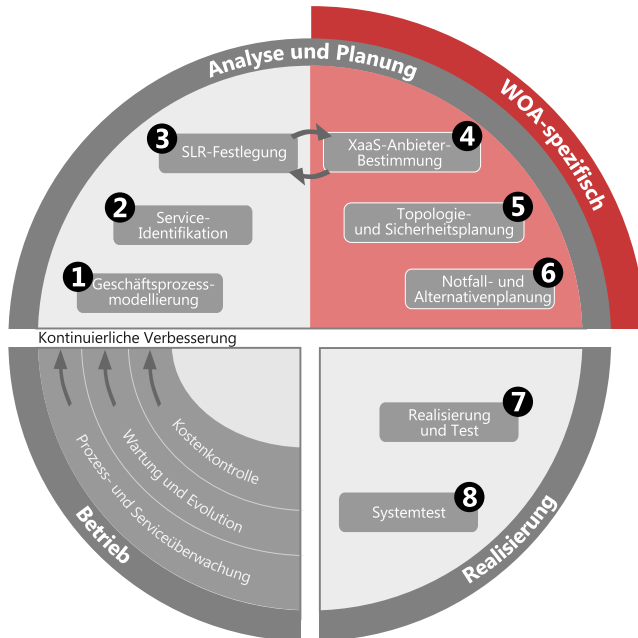 Analyse und Planung
WOA-spezifisch
3
SLR-Festlegung
4
XaaS-Anbieter-
Bestimmung
2
Service-
Identifikation
5
Topologie-
und Sicherheitsplanung
1
Geschäftsprozess-
modellierung
6
Notfall- und
Alternativenplanung
Kontinuierliche Verbesserung
Kostenkontrolle
Wartung und Evolution
Prozess- und Serviceüberwachung
Betrieb
7
Realisierung
und Test
8
Systemtest
Realisierung